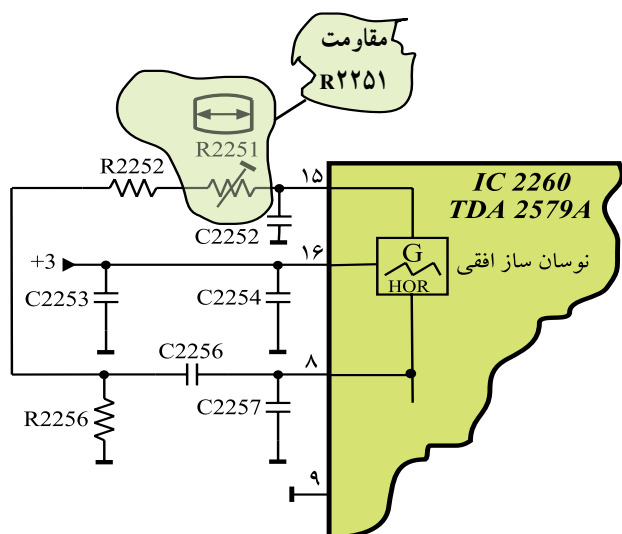 مقاومت
R۲۲۵۱
R2251
R2252
۱۵
IC 2260
TDA 2579A
C2252
۱۶
+3
G
HOR
نوسان ساز افقی
C2253
C2254
C2256
۸
C2257
R2256
۹